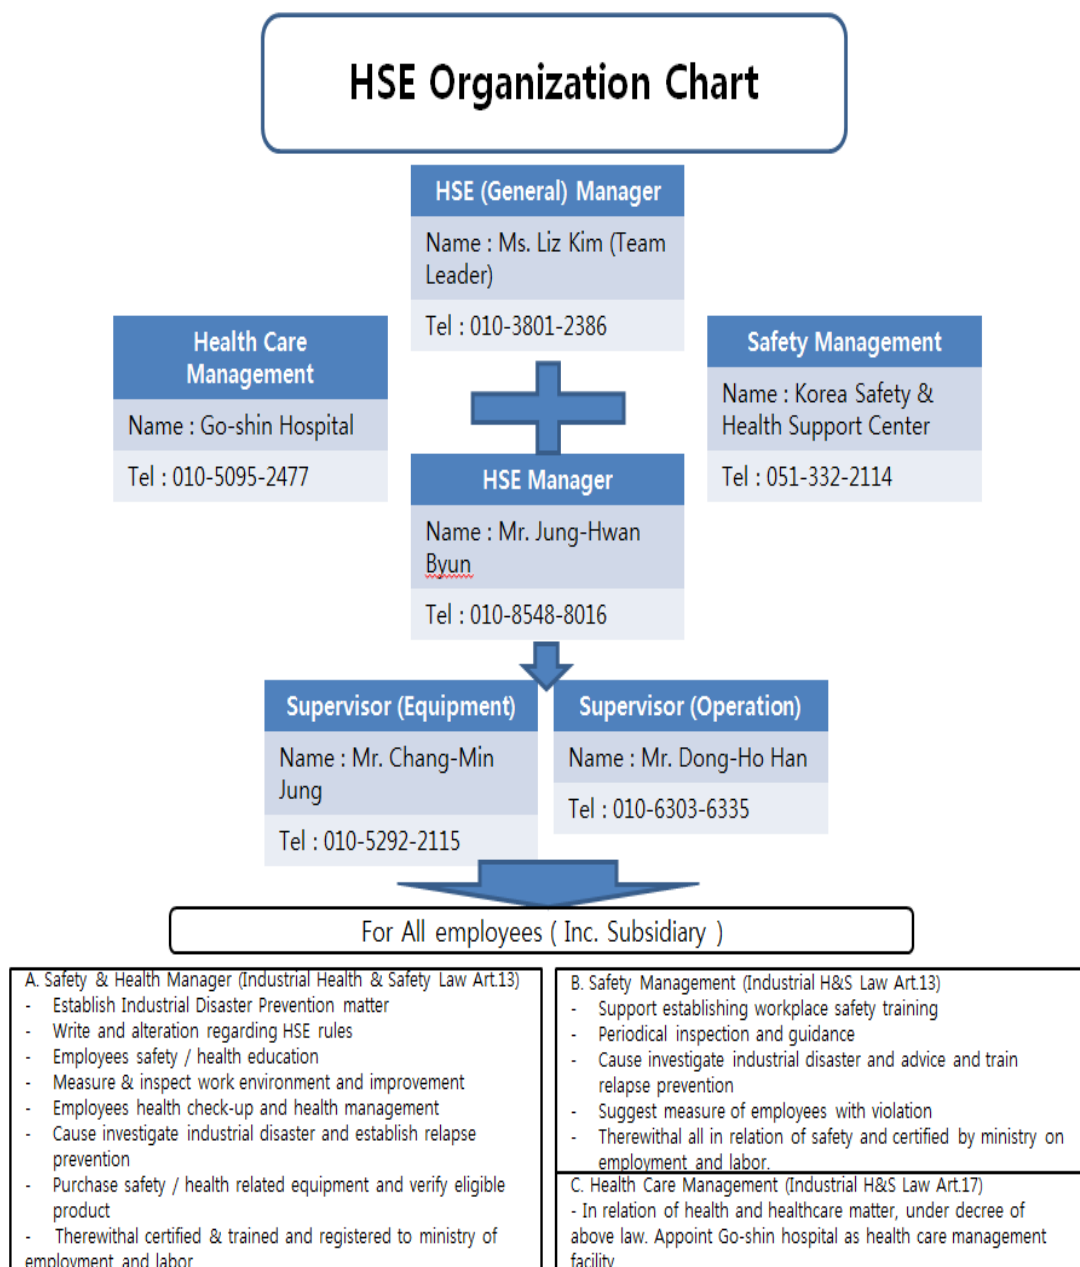 HSE Organization Chart
HSE (General) Manager
Name : Ms. Liz Kim (Team
Leader)
Tel : 010-3801-2386
Health Care
Management
Name : Go-shin Hospital
Tel : 010-5095-2477
Safety Management
Name : Korea Safety &
Health Support Center
Tel : 051-332-2114
HSE Manager
Name : Mr. Jung-Hwan
Byun
Tel : 010-8548-8016
Supervisor (Equipment)
Name : Mr. Chang-Min
Jung
Tel : 010-5292-2115
Supervisor (Operation)
Name : Mr. Dong-Ho Han
Tel : 010-6303-6335
For All employees ( Inc. Subsidiary )
A. Safety & Health Manager (Industrial Health & Safety Law Art.13)
- Establish Industrial Disaster Prevention matter
- Write and alteration regarding HSE rules
- Employees safety / health education
- Measure & inspect work environment and improvement
- Employees health check-up and health management
- Cause investigate industrial disaster and establish relapse
prevention
- Purchase safety / health related equipment and verify eligible
product
- Therewithal certified & trained and registered to ministry of
employment and labor
B. Safety Management (Industrial H&S Law Art.13)
- Support establishing workplace safety training
- Periodical inspection and guidance
- Cause investigate industrial disaster and advice and train
relapse prevention
- Suggest measure of employees with violation
- Therewithal all in relation of safety and certified by ministry on
employment and labor.
C. Health Care Management (Industrial H&S Law Art.17)
- In relation of health and healthcare matter, under decree of
above law. Appoint Go-shin hospital as health care management
facility